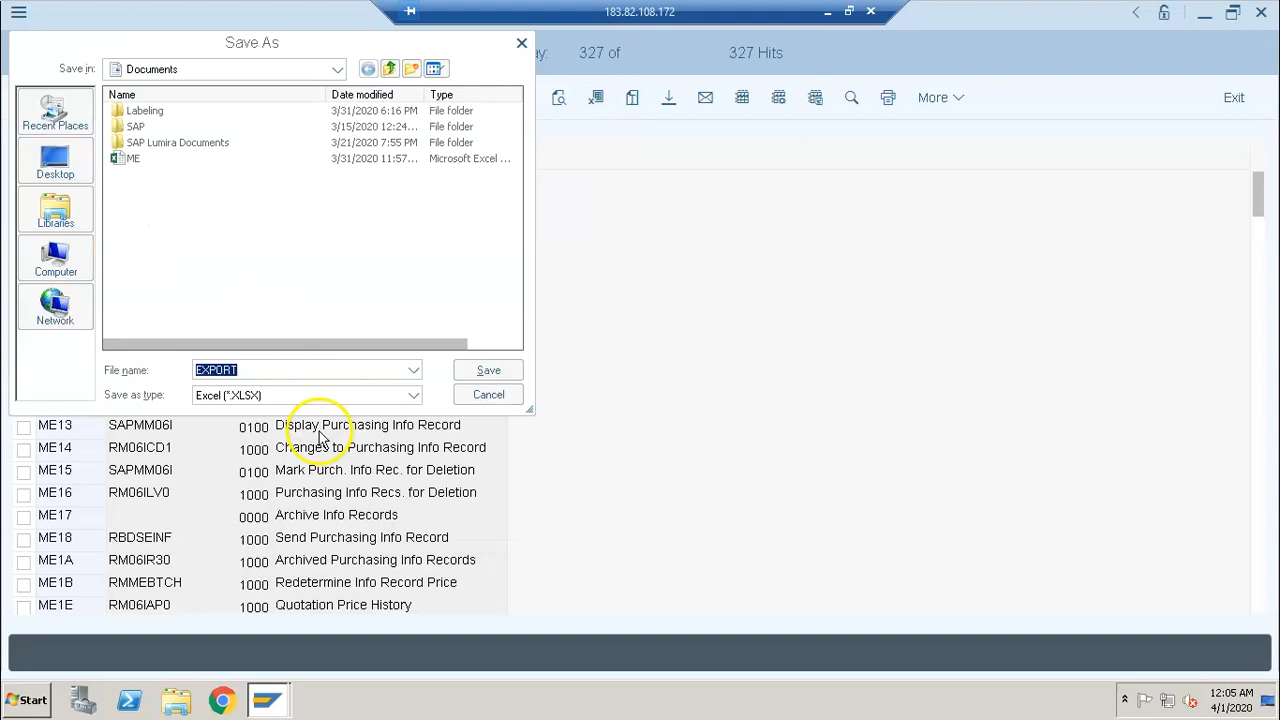 183.82.108.172
Save As
ay: 327 of 327 Hits
Save in: Documents
More
Exit
Name Date modified Type
Labeling 3/31/2020 6:16 PM File folder
SAP 3/15/2020 12:24... File folder
SAP Lumira Documents 3/21/2020 7:55 PM File folder
ME 3/31/2020 11:57... Microsoft Excel ...
Recent Places
Desktop
Libraries
Computer
Network
File name: EXPORT Save
Save as type: Excel (*.XLSX) Cancel
ME13 SAPMM06I 0100 Display Purchasing Info Record
ME14 RM06ICD1 1000 Changes to Purchasing Info Record
ME15 SAPMM06I 0100 Mark Purch. Info Rec. for Deletion
ME16 RM06ILV0 1000 Purchasing Info Recs. for Deletion
ME17 0000 Archive Info Records
ME18 RBDSEINF 1000 Send Purchasing Info Record
ME1A RM06IR30 1000 Archived Purchasing Info Records
ME1B RMMEBTCH 1000 Redetermine Info Record Price
ME1E RM06IAP0 1000 Quotation Price History
Start
12:05 AM
4/1/2020